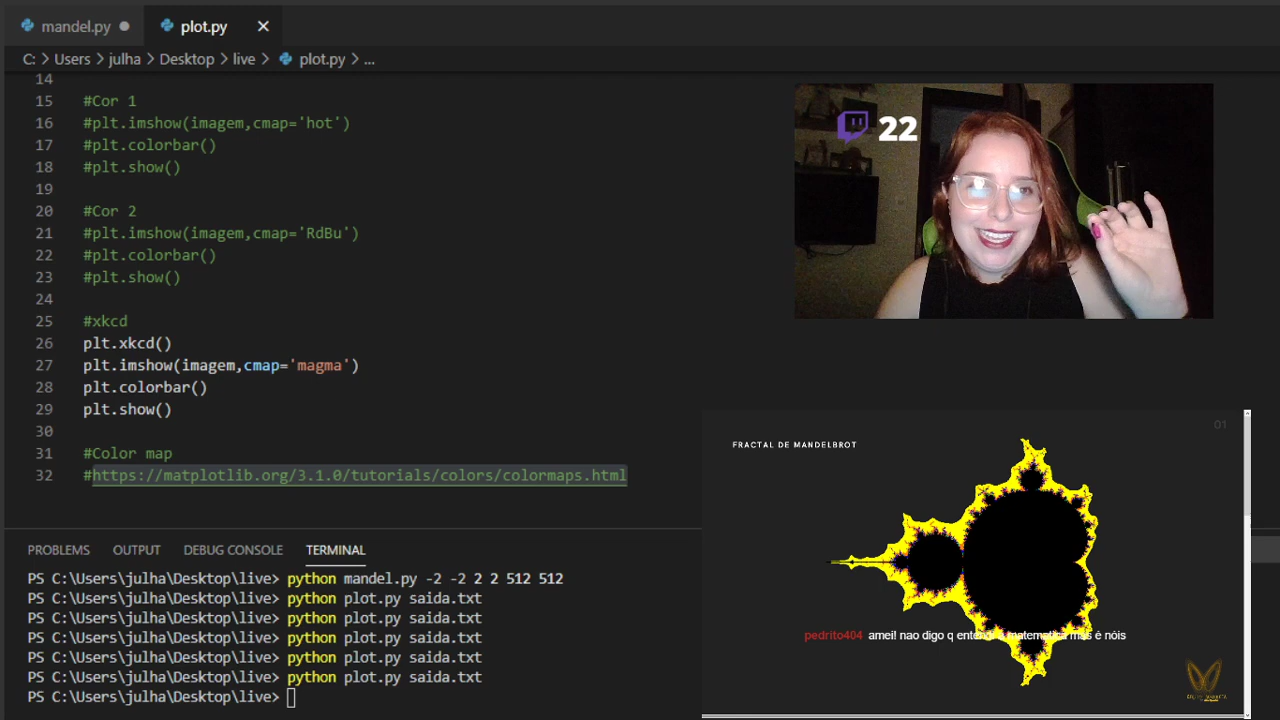 mandel.py
plot.py
C: > Users > julha > Desktop > live > plot.py > ...
14
15 #Cor 1
16 #plt.imshow(imagem,cmap='hot')
17 #plt.colorbar()
18 #plt.show()
19
20 #Cor 2
21 #plt.imshow(imagem,cmap='RdBu')
22 #plt.colorbar()
23 #plt.show()
24
25 #xkcd
26 plt.xkcd()
27 plt.imshow(imagem,cmap='magma')
28 plt.colorbar()
29 plt.show()
30
31 #Color map
32 #https://matplotlib.org/3.1.0/tutorials/colors/colormaps.html
22
01
FRACTAL DE MANDELBROT
pedrito404 amei! nao digo q entendi a matematica mas é nóis
PROBLEMS OUTPUT DEBUG CONSOLE TERMINAL
PS C:\Users\julha\Desktop\live> python mandel.py -2 -2 2 2 512 512
PS C:\Users\julha\Desktop\live> python plot.py saida.txt
PS C:\Users\julha\Desktop\live> python plot.py saida.txt
PS C:\Users\julha\Desktop\live> python plot.py saida.txt
PS C:\Users\julha\Desktop\live> python plot.py saida.txt
PS C:\Users\julha\Desktop\live> python plot.py saida.txt
PS C:\Users\julha\Desktop\live>